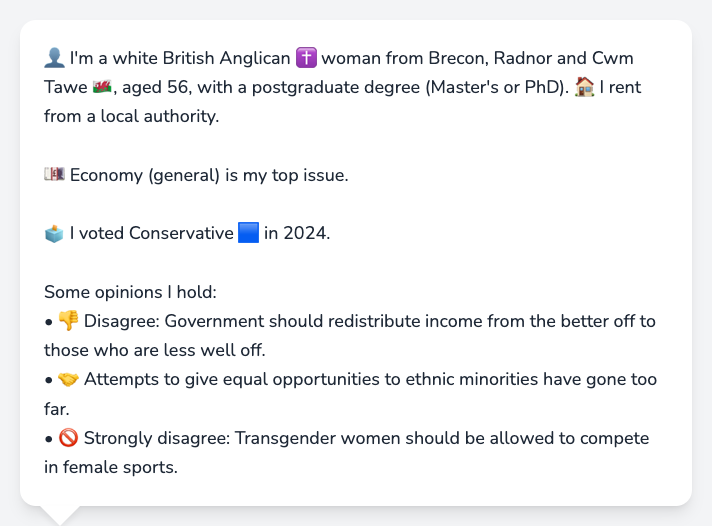 👤 I'm a white British Anglican ✝️ woman from Brecon, Radnor and Cwm
Tawe 🏴󠁧󠁢󠁷󠁬󠁳󠁿, aged 56, with a postgraduate degree (Master's or PhD). 🏠 I rent
from a local authority.
💷 Economy (general) is my top issue.
🗳️ I voted Conservative 🟦 in 2024.
Some opinions I hold:
• 👎 Disagree: Government should redistribute income from the better off to
those who are less well off.
• 🤝 Attempts to give equal opportunities to ethnic minorities have gone too
far.
• 🚫 Strongly disagree: Transgender women should be allowed to compete
in female sports.